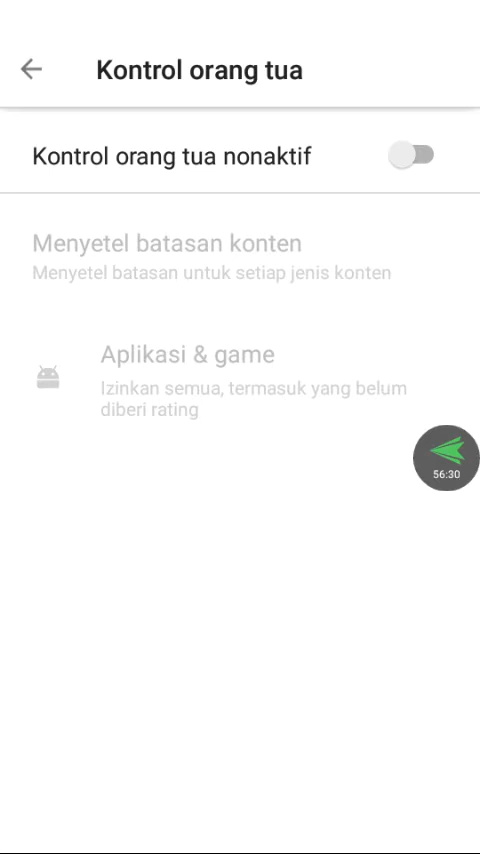 Kontrol orang tua
Kontrol orang tua nonaktif
Menyetel batasan konten
Menyetel batasan untuk setiap jenis konten
Aplikasi & game
Izinkan semua, termasuk yang belum
diberi rating
56:30